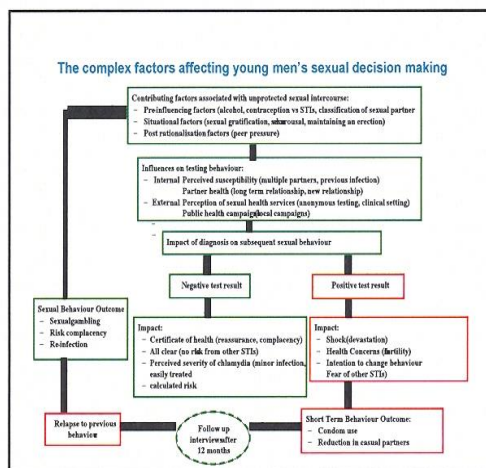 The complex factors affecting young men's sexual decision making
Contributing factors associated with unprotected sexual intercourse:
- Pre-influencing factors (alcohol, contraception vs STIs, classification of sexual partner
- Situational factors (sexual gratification, arousal, maintaining an erection)
- Post rationalisation factors (peer pressure)
Influences on testing behaviour:
- Internal Perceived susceptibility (multiple partners, previous infection)
Partner health (long term relationship, new relationship)
- External Perception of sexual health services (anonymous testing, clinical setting)
Public health campaign (local campaigns)
-
-
Impact of diagnosis on subsequent sexual behaviour
Negative test result
Positive test result
Sexual Behaviour Outcome
- Sexual gambling
- Risk complacency
- Re-infection
Impact:
- Certificate of health (reassurance, complacency)
- All clear (no risk from other STIs)
- Perceived severity of chlamydia (minor infection,
easily treated
- calculated risk
Impact:
- Shock (devastation)
- Health Concerns (fertility)
- Intention to change behaviour
Fear of other STIs)
Relapse to previous
behaviour
Follow up
interviews after
12 months
Short Term Behaviour Outcome:
- Condom use
- Reduction in casual partners